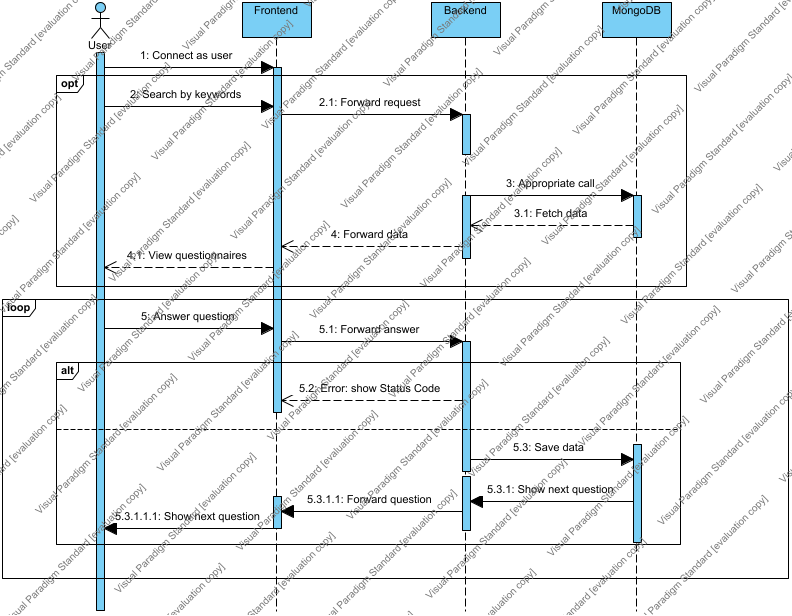 Frontend
Backend
MongoDB
User
1: Connect as user
opt
2: Search by keywords
2.1: Forward request
3: Appropriate call
3.1: Fetch data
4: Forward data
4.1: View questionnaires
loop
5: Answer question
5.1: Forward answer
alt
5.2: Error: show Status Code
5.3: Save data
5.3.1: Show next question
5.3.1.1: Forward question
5.3.1.1.1: Show next question
Visual Paradigm Standard [evaluation copy]